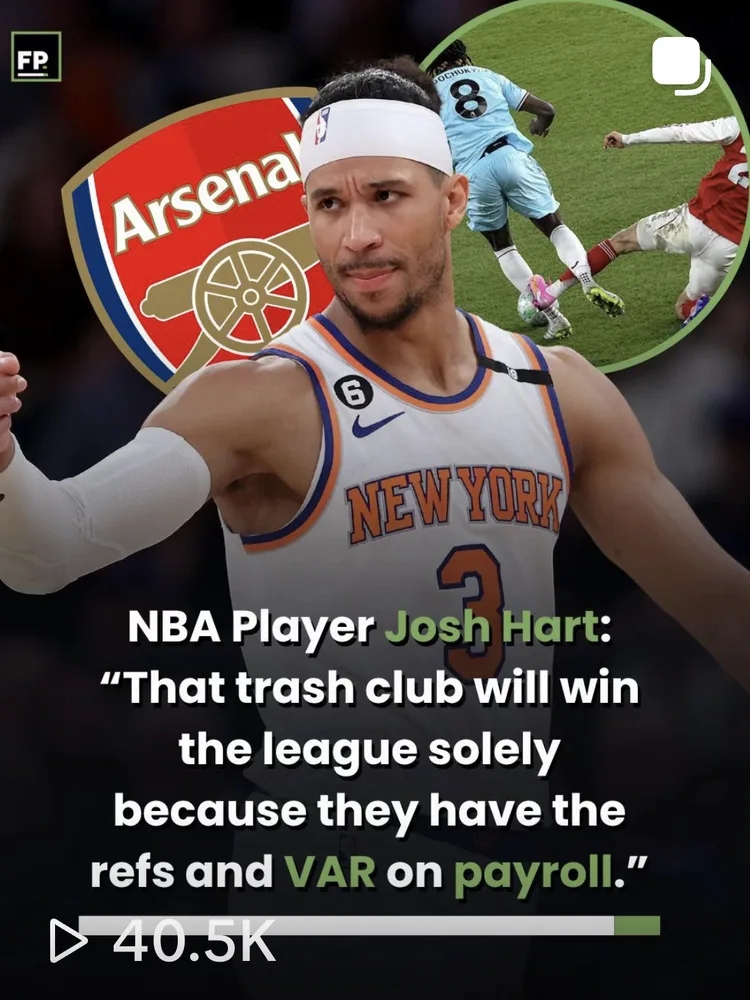 FP.
Arsenal
8
6
NEW YORK
3
NBA Player Josh Hart:
“That trash club will win
the league solely
because they have the
refs and VAR on payroll.”
40.5K